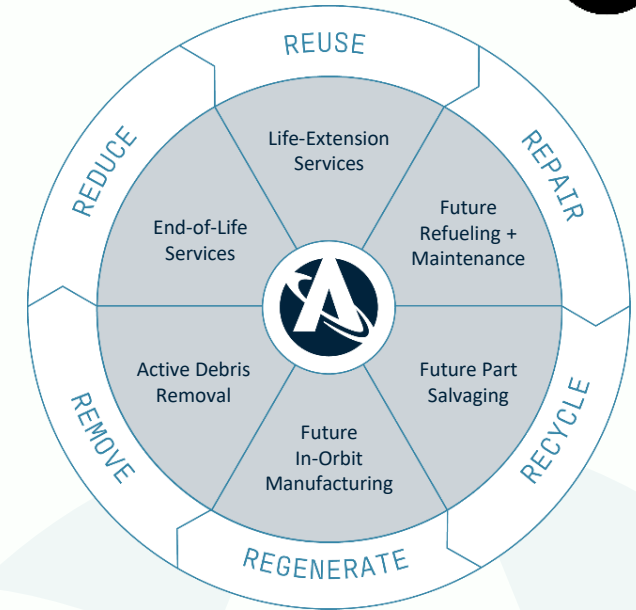 REUSE
Life-Extension
Services
REPAIR
Future
Refueling +
Maintenance
RECYCLE
Future Part
Salvaging
REGENERATE
Future
In-Orbit
Manufacturing
REMOVE
Active Debris
Removal
REDUCE
End-of-Life
Services
A